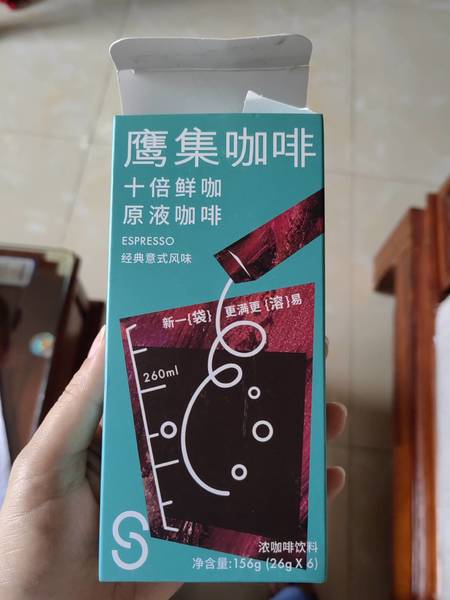 鹰集咖啡
十倍鲜咖
原液咖啡
ESPRESSO
经典意式风味
新一{袋} 更满更{溶}易
260ml
S
浓咖啡饮料
净含量:156g (26g X 6)